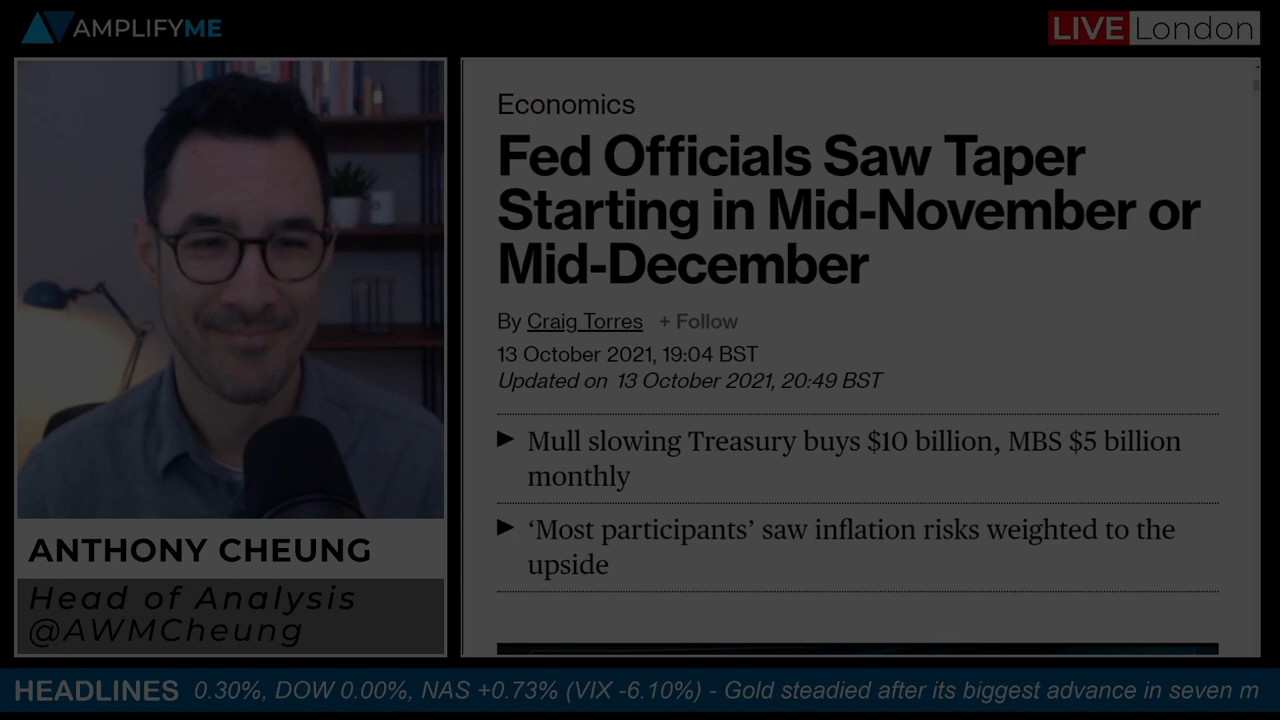 AMPLIFYME
LIVE London
Economics
Fed Officials Saw Taper
Starting in Mid-November or
Mid-December
By Craig Torres + Follow
13 October 2021, 19:04 BST
Updated on 13 October 2021, 20:49 BST
Mull slowing Treasury buys $10 billion, MBS $5 billion
monthly
‘Most participants’ saw inflation risks weighted to the
upside
ANTHONY CHEUNG
Head of Analysis
@AWMCheung
HEADLINES 0.30%, DOW 0.00%, NAS +0.73% (VIX -6.10%) - Gold steadied after its biggest advance in seven m